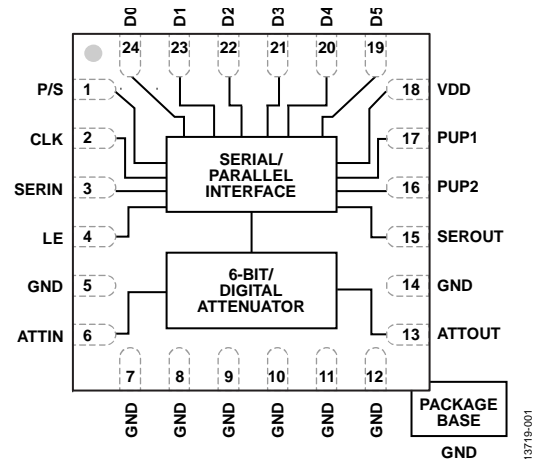 D0 D1 D2 D3 D4 D5
24 23 22 21 20 19
P/S 1
CLK 2
SERIN 3
LE 4
GND 5
ATTIN 6
18 VDD
17 PUP1
16 PUP2
15 SEROUT
14 GND
13 ATTOUT
SERIAL/
PARALLEL
INTERFACE
6-BIT/
DIGITAL
ATTENUATOR
7 8 9 10 11 12
GND GND GND GND GND GND
PACKAGE
BASE
GND
13719-001